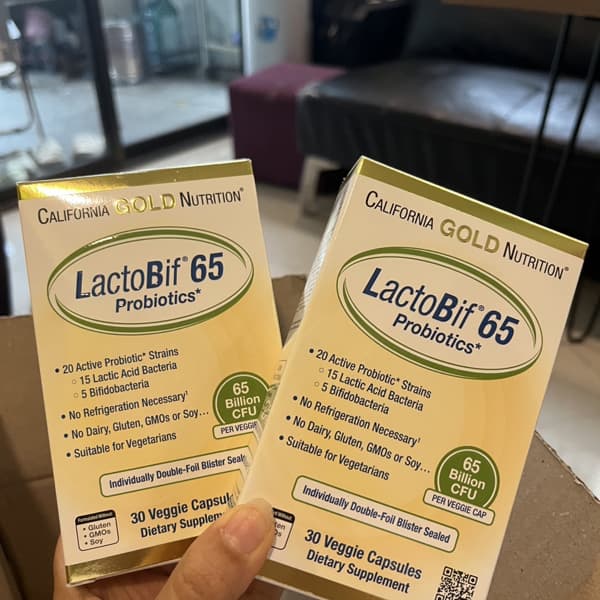 CALIFORNIA GOLD NUTRITION®
LactoBif® 65
Probiotics*
• 20 Active Probiotic* Strains
○ 15 Lactic Acid Bacteria
○ 5 Bifidobacteria
• No Refrigeration Necessary†
• No Dairy, Gluten, GMOs or Soy...
• Suitable for Vegetarians
65
Billion
CFU
PER VEGGIE
Individually Double-Foil Blister Sealed
30 Veggie Capsules
Dietary Supplement
• Gluten
• GMOs
• Soy
CALIFORNIA GOLD NUTRITION®
LactoBif® 65
Probiotics*
• 20 Active Probiotic* Strains
○ 15 Lactic Acid Bacteria
○ 5 Bifidobacteria
• No Refrigeration Necessary†
• No Dairy, Gluten, GMOs or Soy...
• Suitable for Vegetarians
65
Billion
CFU
PER VEGGIE CAP
Individually Double-Foil Blister Sealed
30 Veggie Capsules
Dietary Supplement